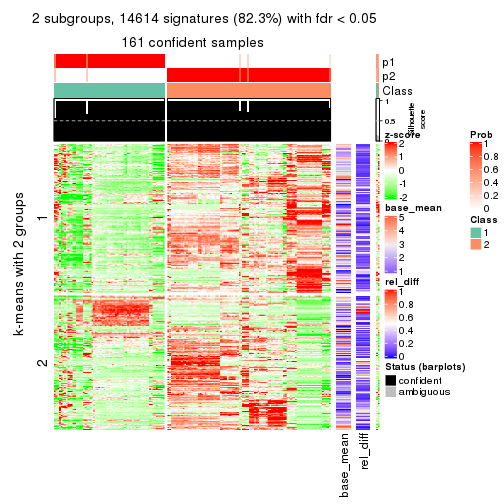 2 subgroups, 14614 signatures (82.3%) with fdr < 0.05
161 confident samples
p1
p2
Class
1
0.5
0
Silhouette
score
k-means with 2 groups
1
2
z-score
2
1
0
-1
-2
base_mean
5
4
3
2
1
rel_diff
1
0.8
0.6
0.4
0.2
0
Status (barplots)
confident
ambiguous
Prob
1
0.8
0.6
0.4
0.2
0
Class
1
2
base_mean
rel_diff